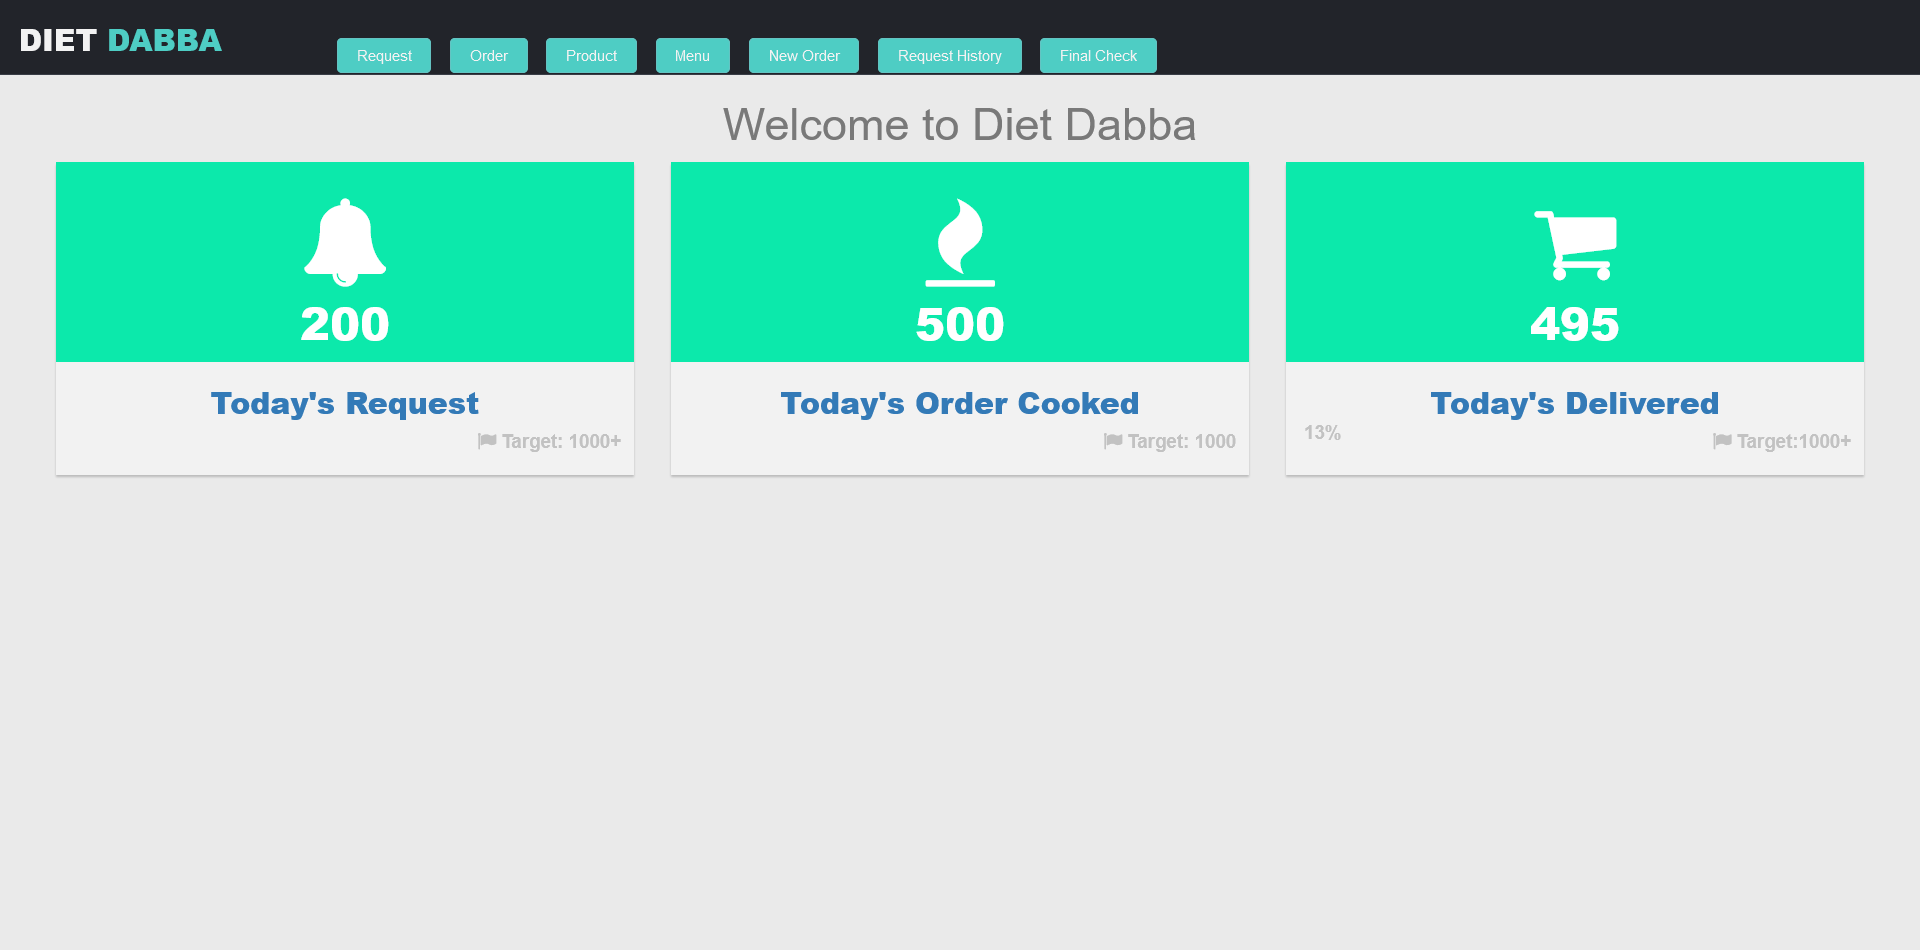 DIET DABBA
Request
Order
Product
Menu
New Order
Request History
Final Check
Welcome to Diet Dabba
200
Today's Request
Target: 1000+
500
Today's Order Cooked
Target: 1000
495
Today's Delivered
13%
Target:1000+